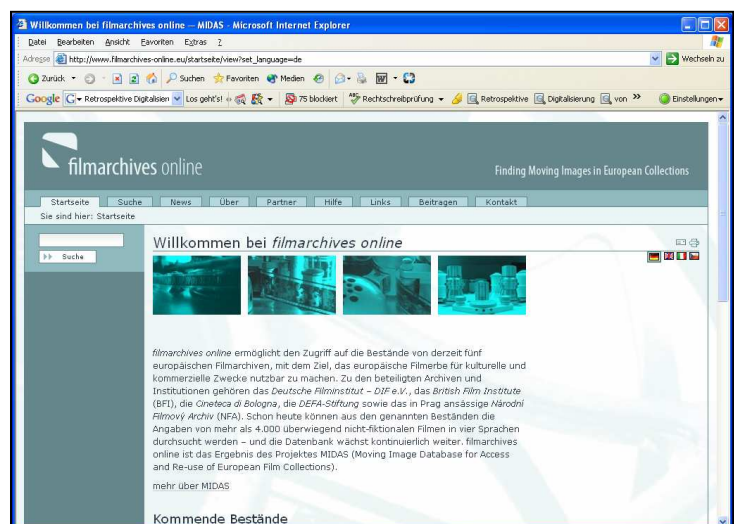 Willkommen bei filmarchives online — MIDAS - Microsoft Internet Explorer
Datei Bearbeiten Ansicht Favoriten Extras ?
Adresse http://www.filmarchives-online.eu/startseite/view?set_language=de Wechseln zu
Zurück Suchen Favoriten Medien
Google Retrospektive Digitalisien Los geht's! 75 blockiert Rechtschreibprüfung Retrospektive Digitalisierung von » Einstellungen
filmarchives online
Finding Moving Images in European Collections
Startseite Suche News Über Partner Hilfe Links Beitragen Kontakt
Sie sind hier: Startseite
Suche
Willkommen bei filmarchives online
filmarchives online ermöglicht den Zugriff auf die Bestände von derzeit fünf
europäischen Filmarchiven, mit dem Ziel, das europäische Filmerbe für kulturelle und
kommerzielle Zwecke nutzbar zu machen. Zu den beteiligten Archiven und
Institutionen gehören das Deutsche Filminstitut – DIF e.V., das British Film Institute
(BFI), die Cineteca di Bologna, die DEFA-Stiftung sowie das in Prag ansässige Národní
Filmový Archiv (NFA). Schon heute können aus den genannten Beständen die
Angaben von mehr als 4.000 überwiegend nicht-fiktionalen Filmen in vier Sprachen
durchsucht werden – und die Datenbank wächst kontinuierlich weiter. filmarchives
online ist das Ergebnis des Projektes MIDAS (Moving Image Database for Access
and Re-use of European Film Collections).
mehr über MIDAS
Kommende Bestände